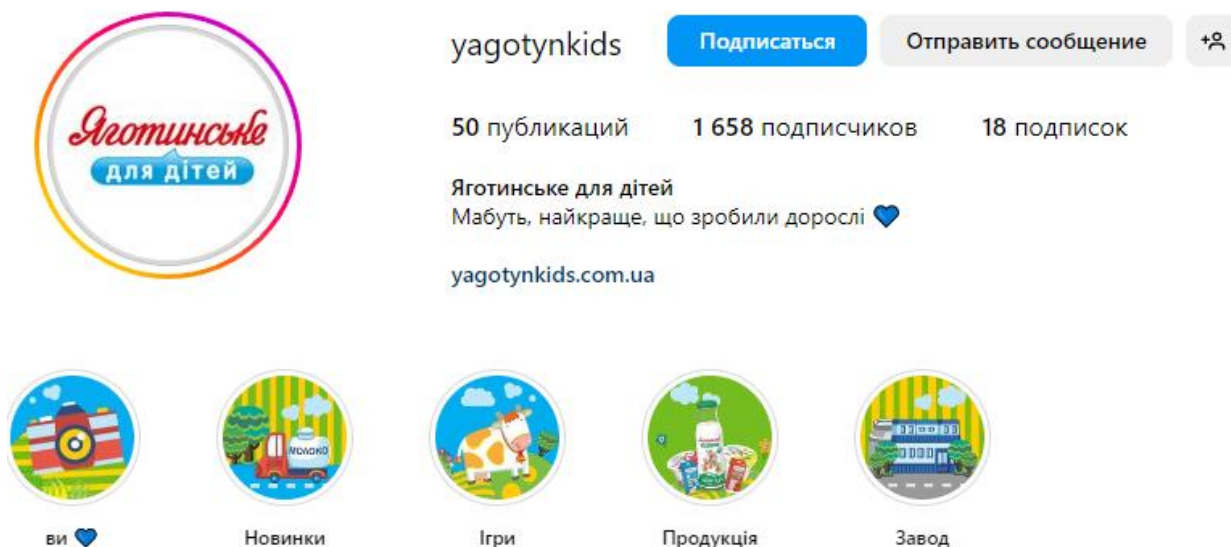 Яготинське
для дітей
yagotynkids
Подписаться
Отправить сообщение
50 публикаций 1 658 подписчиков 18 подписок
Яготинське для дітей
Мабуть, найкраще, що зробили дорослі 💙
yagotynkids.com.ua
МОЛОКО
ви 💙 Новинки Ігри Продукція Завод